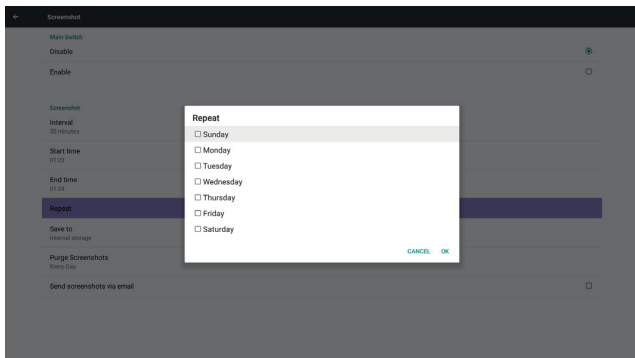 Screenshot
Main Switch
Disable
Enable
Screenshot
Interval
30 minutes
Start time
01:23
End time
01:24
Repeat
Save to
Internal storage
Purge Screenshots
Every Day
Send screenshots via email
Repeat
Sunday
Monday
Tuesday
Wednesday
Thursday
Friday
Saturday
CANCEL OK